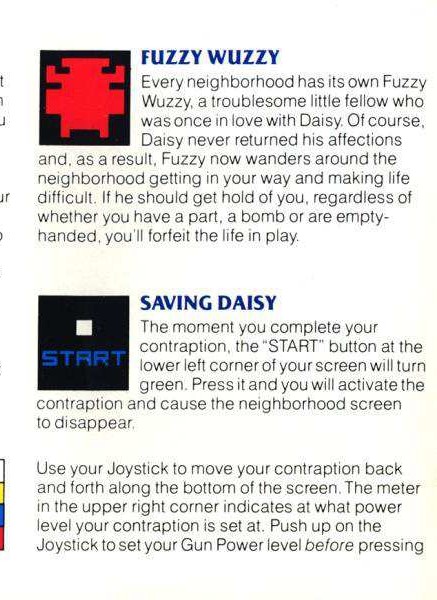 FUZZY WUZZY
Every neighborhood has its own Fuzzy
Wuzzy, a troublesome little fellow who
was once in love with Daisy. Of course,
Daisy never returned his affections
and, as a result, Fuzzy now wanders around the
neighborhood getting in your way and making life
difficult. If he should get hold of you, regardless of
whether you have a part, a bomb or are empty-
handed, you'll forfeit the life in play.
SAVING DAISY
START
The moment you complete your
contraption, the "START" button at the
lower left corner of your screen will turn
green. Press it and you will activate the
contraption and cause the neighborhood screen
to disappear.
Use your Joystick to move your contraption back
and forth along the bottom of the screen. The meter
in the upper right corner indicates at what power
level your contraption is set at. Push up on the
Joystick to set your Gun Power level before pressing